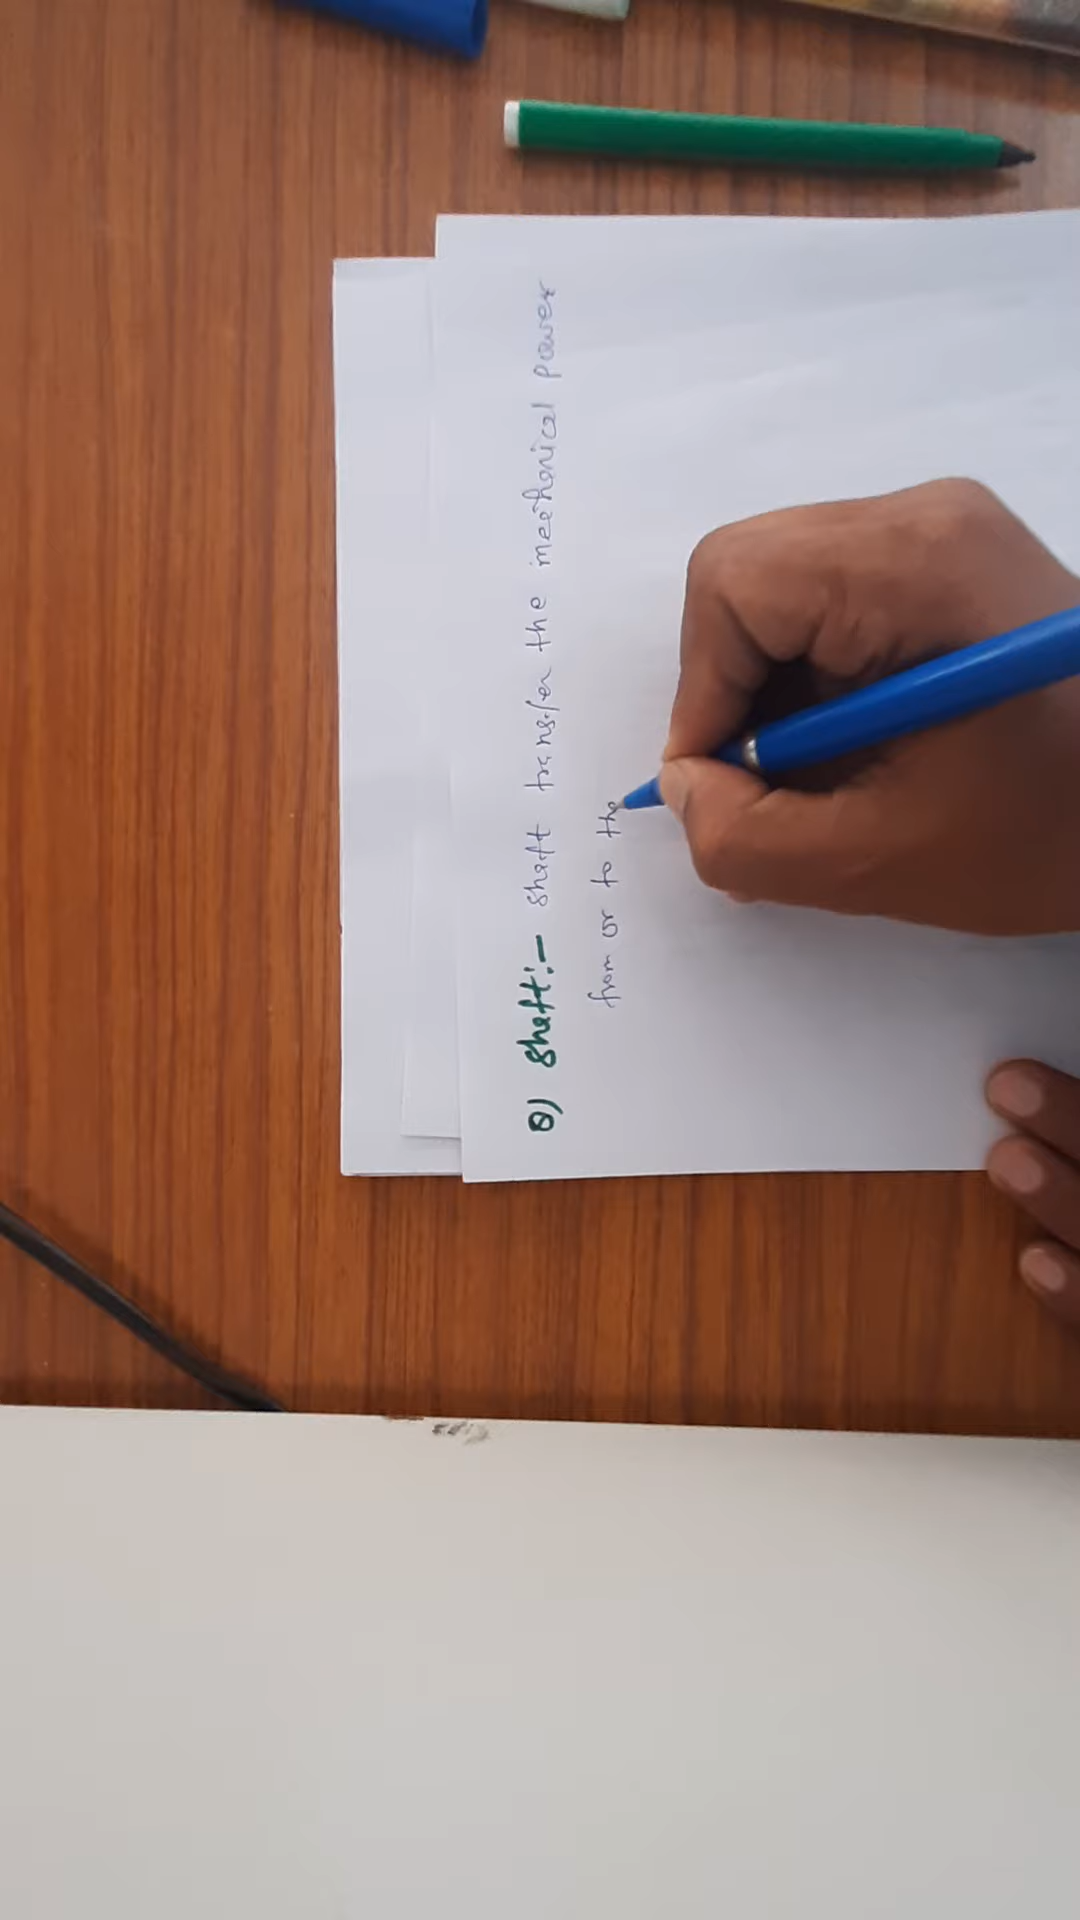 8) shaft:- shaft transfer the mechanical power
from or to the